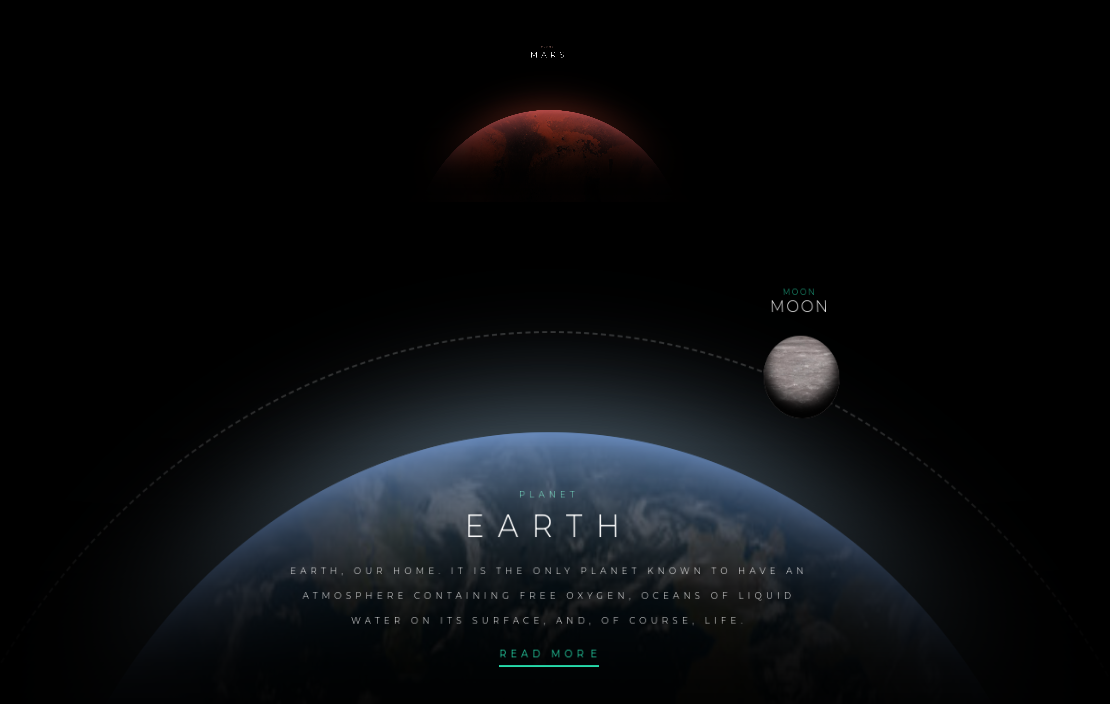 MARS
MOON
MOON
PLANET
EARTH
EARTH, OUR HOME. IT IS THE ONLY PLANET KNOWN TO HAVE AN
ATMOSPHERE CONTAINING FREE OXYGEN, OCEANS OF LIQUID
WATER ON ITS SURFACE, AND, OF COURSE, LIFE.
READ MORE